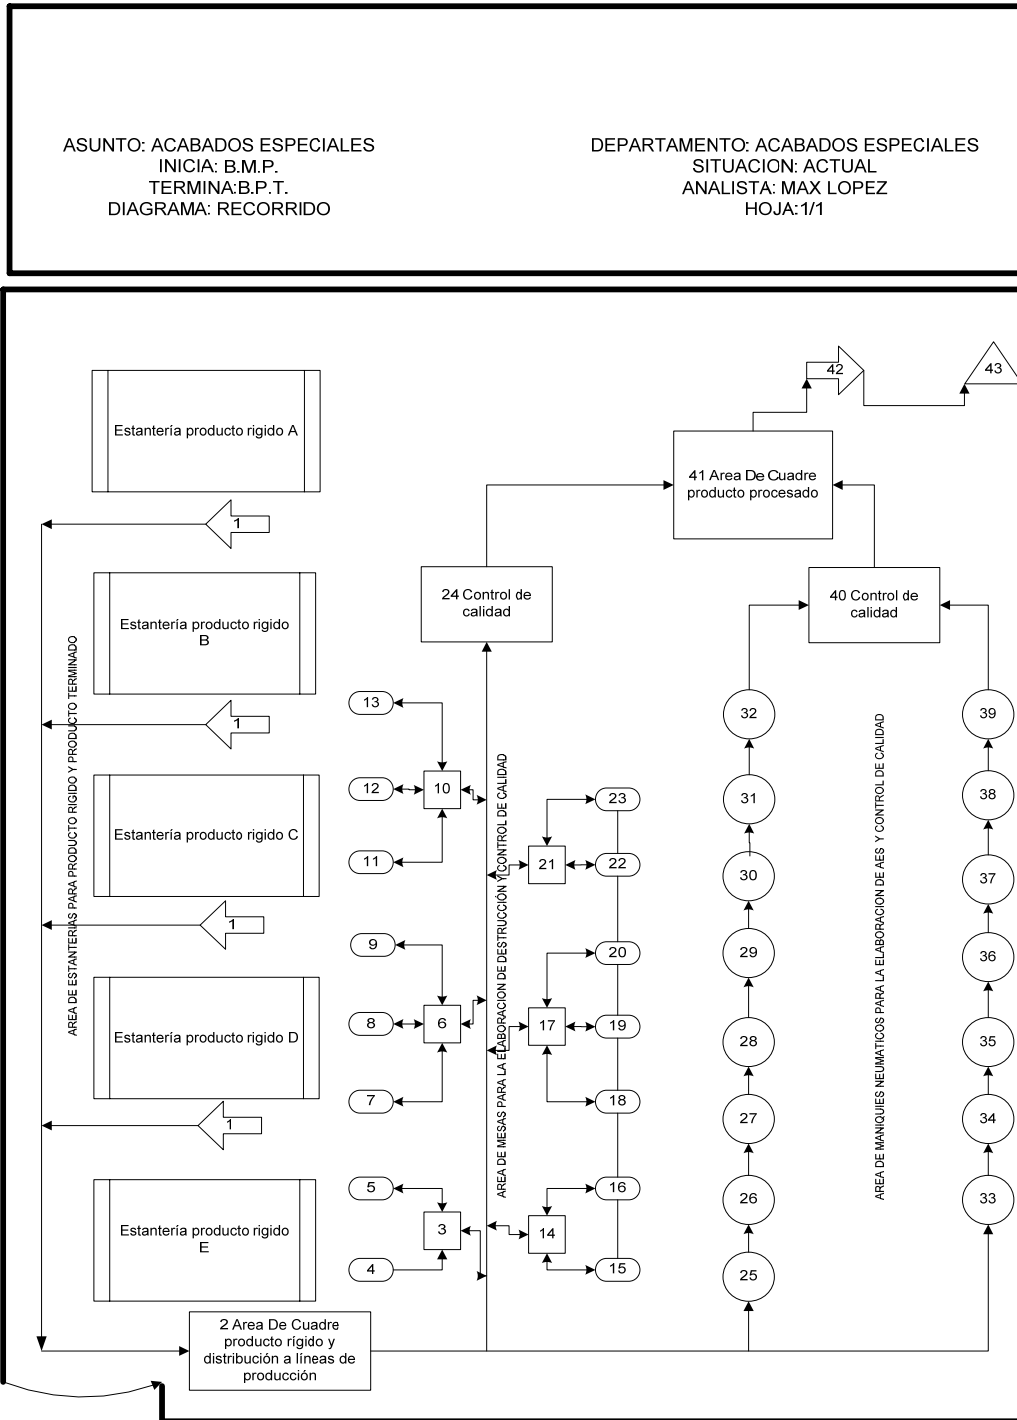 ASUNTO: ACABADOS ESPECIALES
INICIA: B.M.P.
TERMINA:B.P.T.
DIAGRAMA: RECORRIDO
DEPARTAMENTO: ACABADOS ESPECIALES
SITUACION: ACTUAL
ANALISTA: MAX LOPEZ
HOJA:1/1
42
43
Estantería producto rigido A
41 Area De Cuadre
producto procesado
1
24 Control de
calidad
40 Control de
calidad
Estantería producto rigido
B
1
AREA DE ESTANTERIAS PARA PRODUCTO RIGIDO Y PRODUCTO TERMINADO
Estantería producto rigido C
1
Estantería producto rigido D
1
Estantería producto rigido
E
2 Area De Cuadre
producto rígido y
distribución a líneas de
producción
13
12
10
11
9
8
6
7
5
3
4
AREA DE MESAS PARA LA ELABORACION DE DESTRUCCIÓN Y CONTROL DE CALIDAD
23
21
22
20
17
19
18
16
14
15
32
31
30
29
28
27
26
25
AREA DE MANIQUIES NEUMATICOS PARA LA ELABORACION DE AES Y CONTROL DE CALIDAD
39
38
37
36
35
34
33